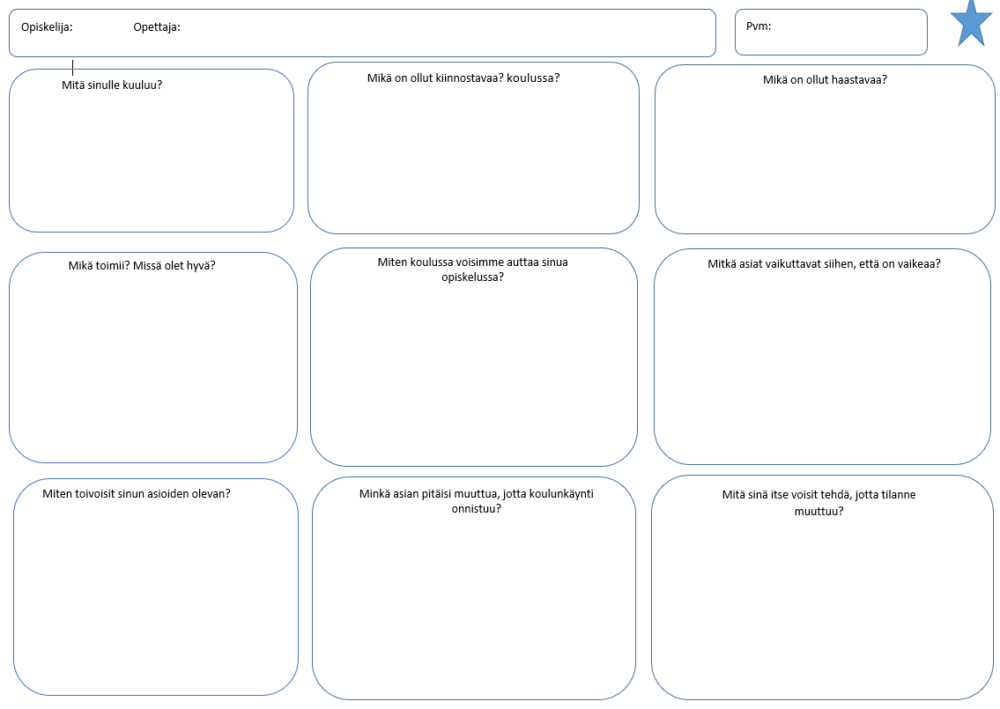 Opiskelija: Opettaja:
Pvm:
Mitä sinulle kuuluu?
Mikä on ollut kiinnostavaa? koulussa?
Mikä on ollut haastavaa?
Mikä toimii? Missä olet hyvä?
Miten koulussa voisimme auttaa sinua
opiskelussa?
Mitkä asiat vaikuttavat siihen, että on vaikeaa?
Miten toivoisit sinun asioiden olevan?
Minkä asian pitäisi muuttua, jotta koulunkäynti
onnistuu?
Mitä sinä itse voisit tehdä, jotta tilanne
muuttuu?